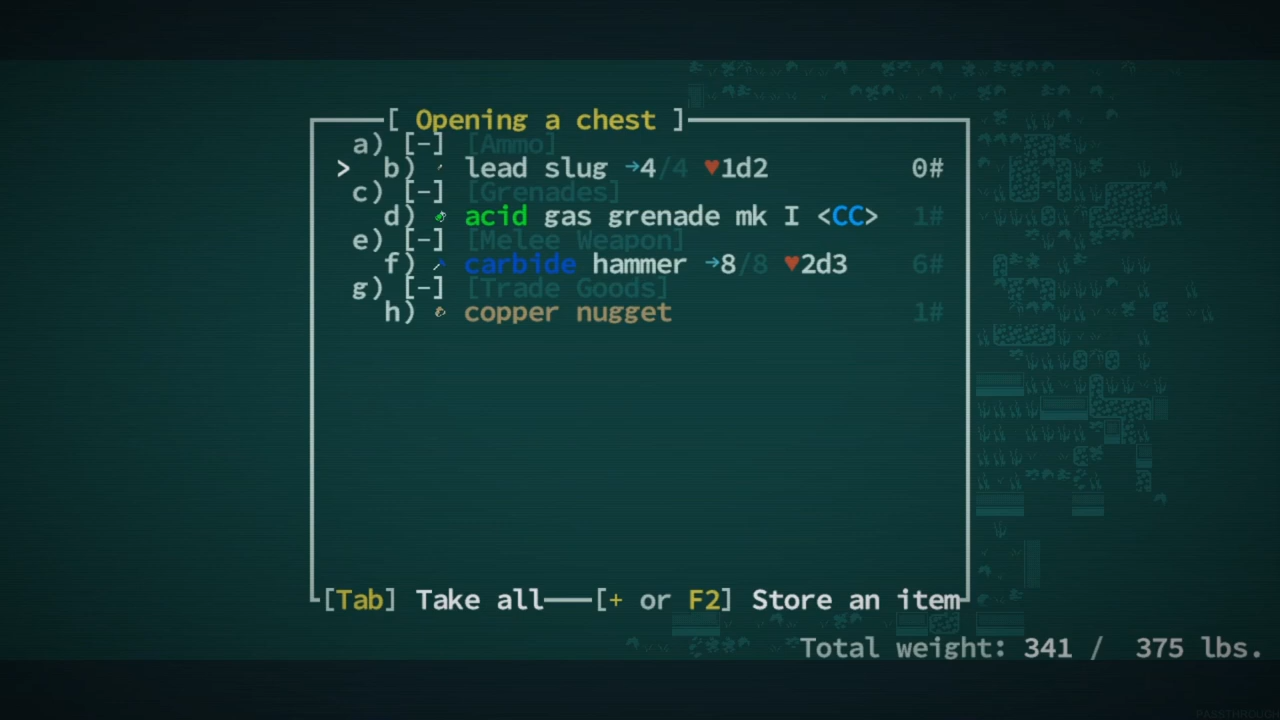 [ Opening a chest ]
a) [-] [Ammo]
> b) lead slug →4/4 ♥1d2 0#
c) [-] [Grenades]
d) acid gas grenade mk I <CC> 1#
e) [-] [Melee Weapon]
f) carbide hammer →8/8 ♥2d3 6#
g) [-] [Trade Goods]
h) copper nugget 1#
[Tab] Take all [+ or F2] Store an item
Total weight: 341 / 375 lbs.